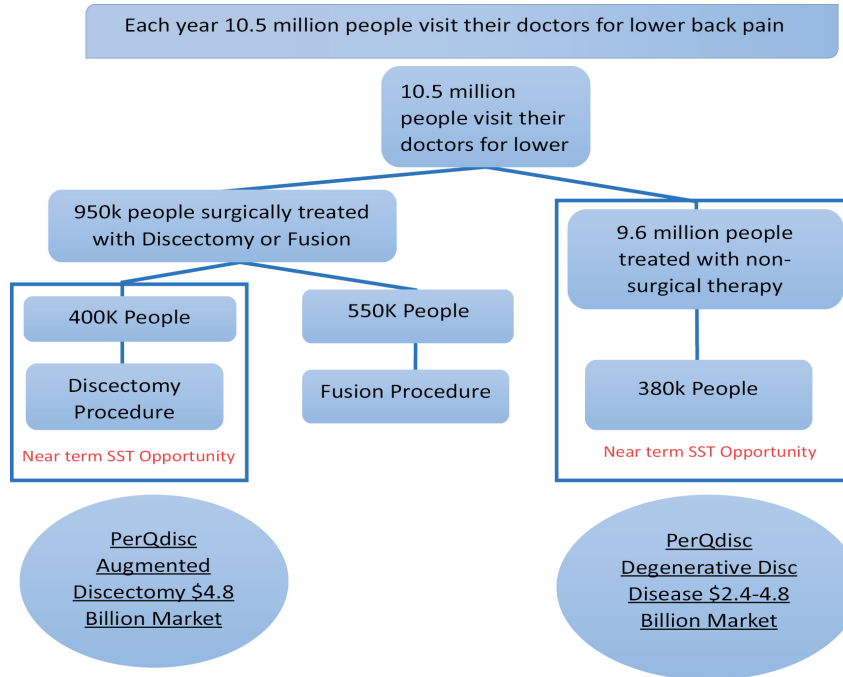 Each year 10.5 million people visit their doctors for lower back pain
10.5 million
people visit their
doctors for lower
950k people surgically treated
with Discectomy or Fusion
9.6 million people
treated with non-
surgical therapy
400K People
550K People
380k People
Discectomy
Procedure
Fusion Procedure
Near term SST Opportunity
Near term SST Opportunity
PerQdisc
Augmented
Discectomy $4.8
Billion Market
PerQdisc
Degenerative Disc
Disease $2.4-4.8
Billion Market